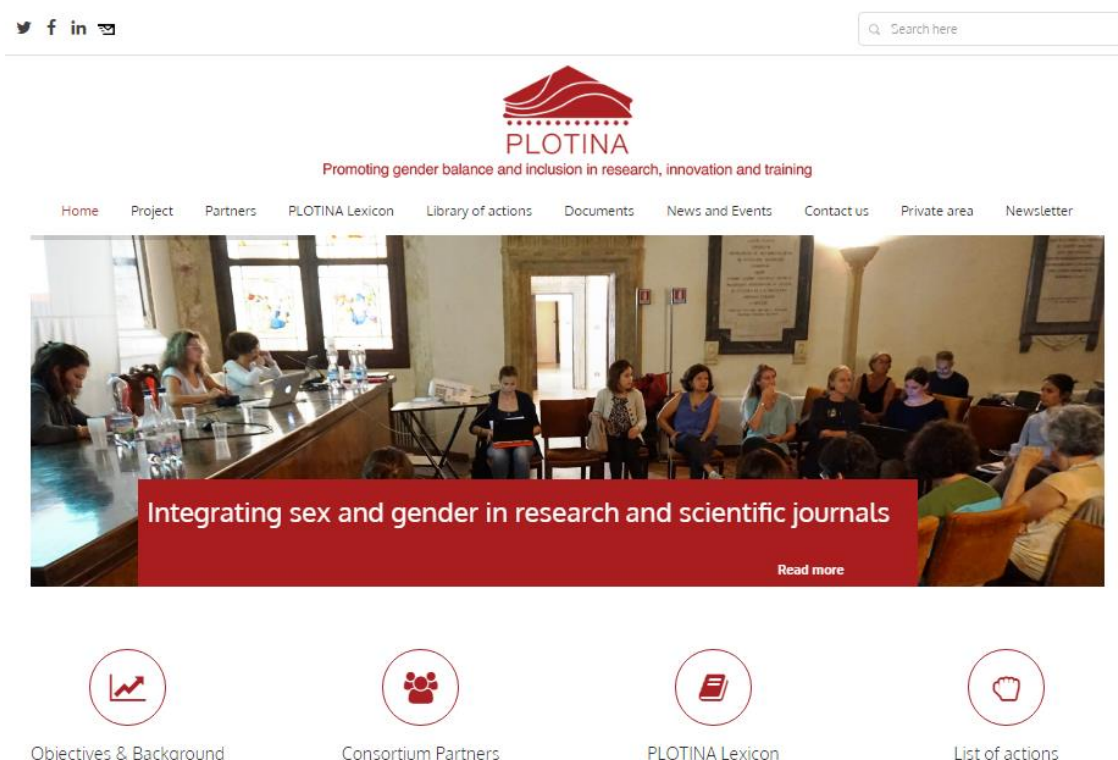 Search here
PLOTINA
Promoting gender balance and inclusion in research, innovation and training
Home Project Partners PLOTINA Lexicon Library of actions Documents News and Events Contact us Private area Newsletter
Integrating sex and gender in research and scientific journals
Read more
Objectives & Background Consortium Partners PLOTINA Lexicon List of actions